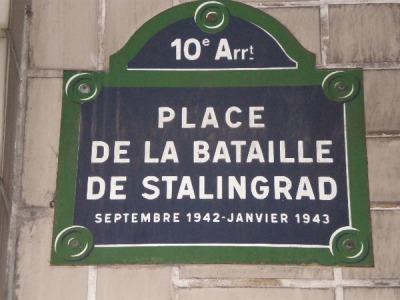 10e Arrt
PLACE
DE LA BATAILLE
DE STALINGRAD
SEPTEMBRE 1942-JANVIER 1943